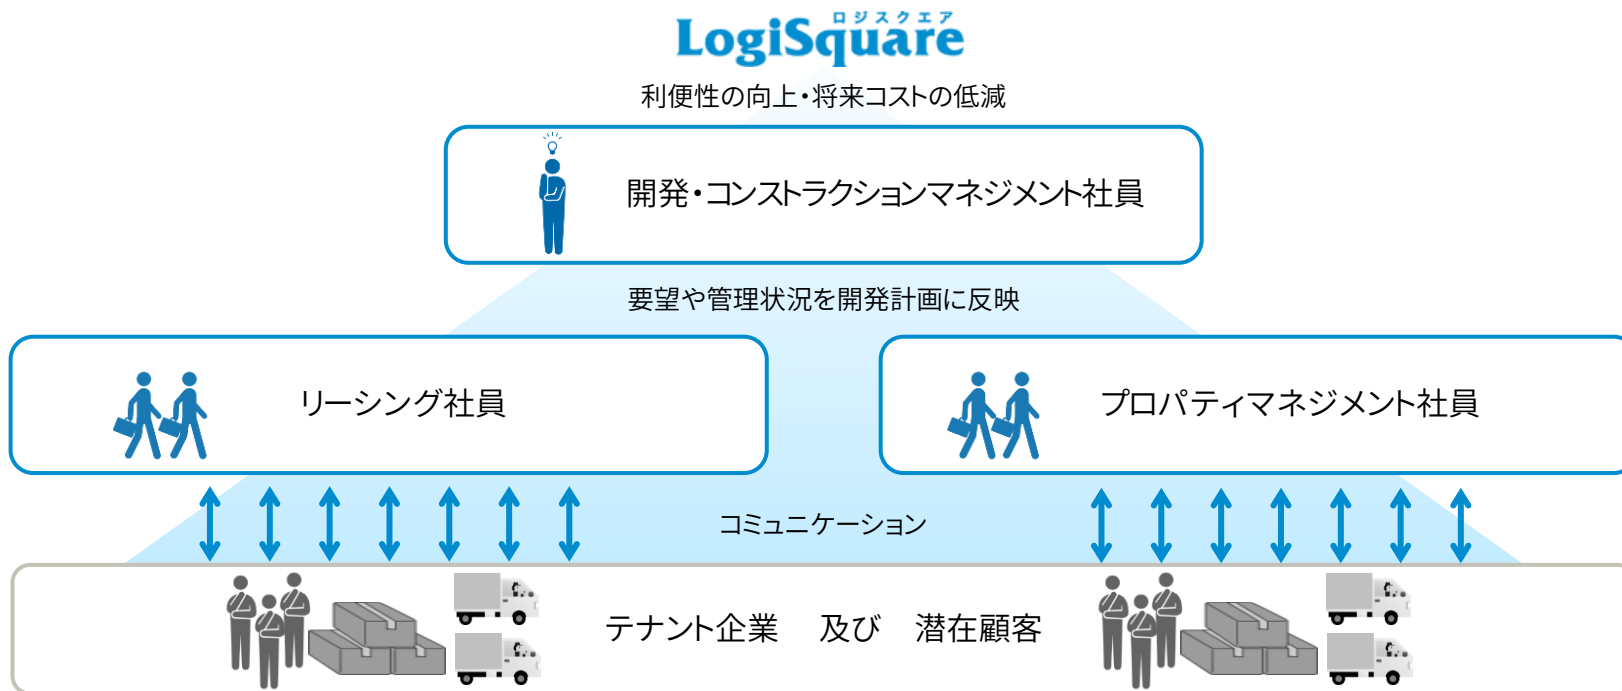 ロジスクエア
LogiSquare
利便性の向上・将来コストの低減
開発・コンストラクションマネジメント社員
要望や管理状況を開発計画に反映
リーシング社員
プロパティマネジメント社員
コミュニケーション
テナント企業　及び　潜在顧客